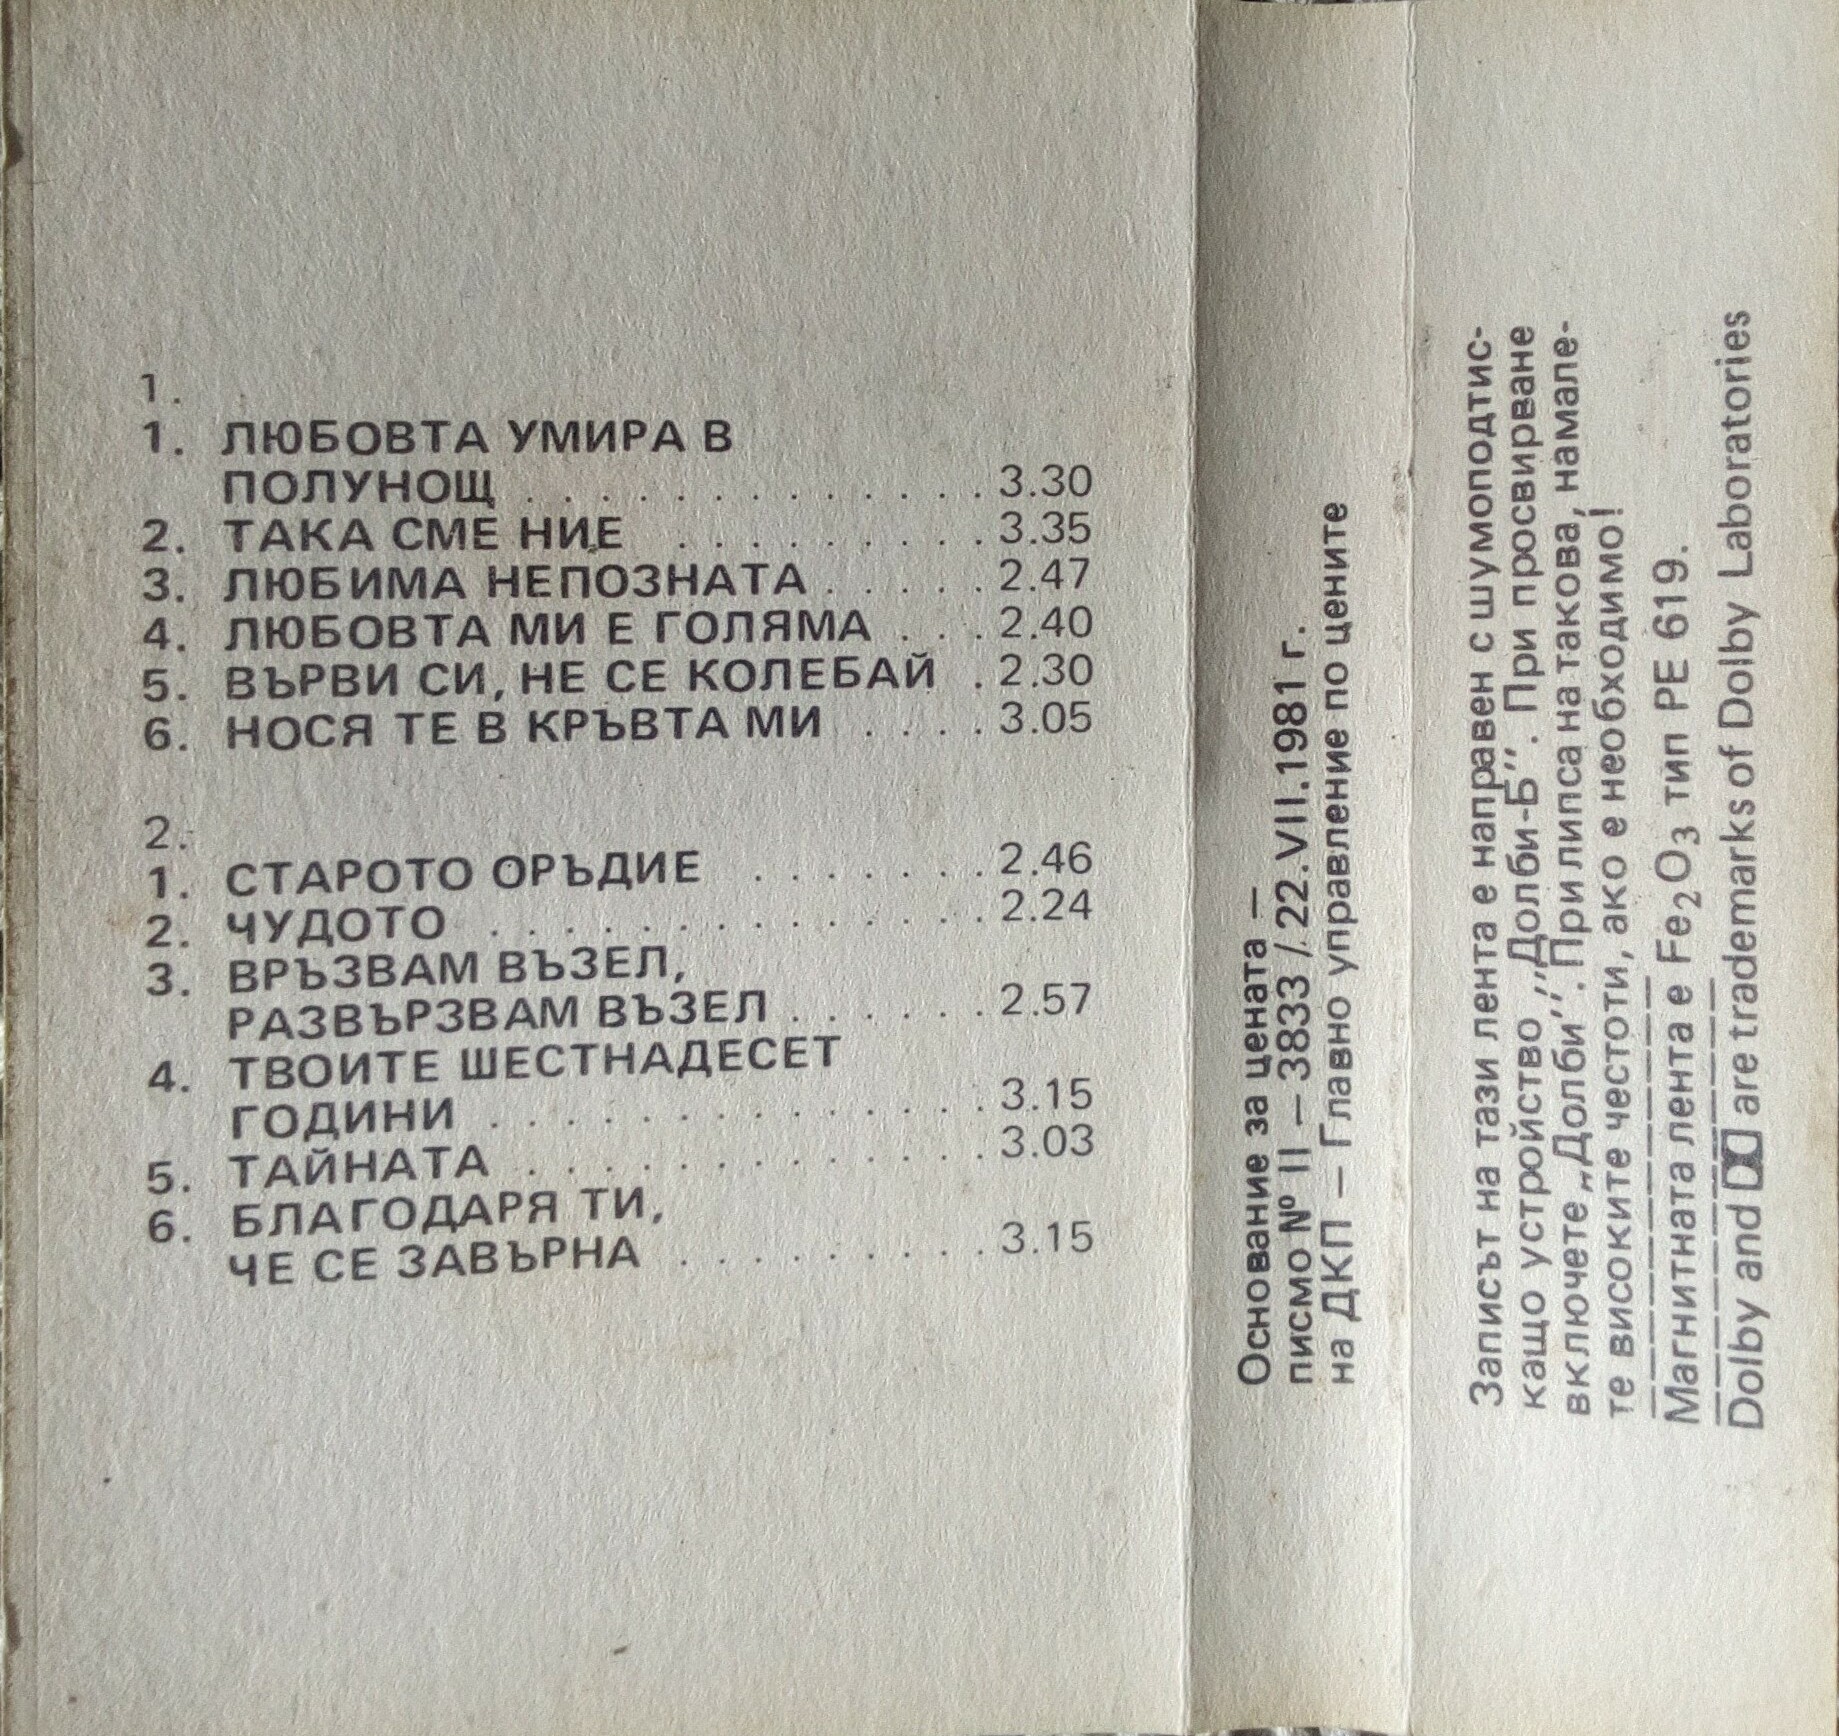 1.
1. ЛЮБОВТА УМИРА В
ПОЛУНОЩ . . . . . . . . . . . . . 3.30
2. ТАКА СМЕ НИЕ . . . . . . . . . 3.35
3. ЛЮБИМА НЕПОЗНАТА . . . . . 2.47
4. ЛЮБОВТА МИ Е ГОЛЯМА . . . 2.40
5. ВЪРВИ СИ, НЕ СЕ КОЛЕБАЙ . 2.30
6. НОСЯ ТЕ В КРЪВТА МИ . . . . 3.05
2.
1. СТАРОТО ОРЪДИЕ . . . . . . . 2.46
2. ЧУДОТО . . . . . . . . . . . . . . 2.24
3. ВРЪЗВАМ ВЪЗЕЛ,
РАЗВЪРЗВАМ ВЪЗЕЛ . . . . . . 2.57
4. ТВОИТЕ ШЕСТНАДЕСЕТ
ГОДИНИ . . . . . . . . . . . . . . 3.15
5. ТАЙНАТА . . . . . . . . . . . . . 3.03
6. БЛАГОДАРЯ ТИ,
ЧЕ СЕ ЗАВЪРНА . . . . . . . . . 3.15
Основание за цената —
писмо № II — 3833 / 22.VII.1981 г.
на ДКП — Главно управление по цените
Записът на тази лента е направен с шумоподтис-
кащо устройство ,,Долби-Б''. При просвирване
включете „Долби''. При липса на такова, намале-
те високите честоти, ако е необходимо!
Магнитната лента е Fe2O3 тип PE 619.
Dolby and are trademarks of Dolby Laboratories